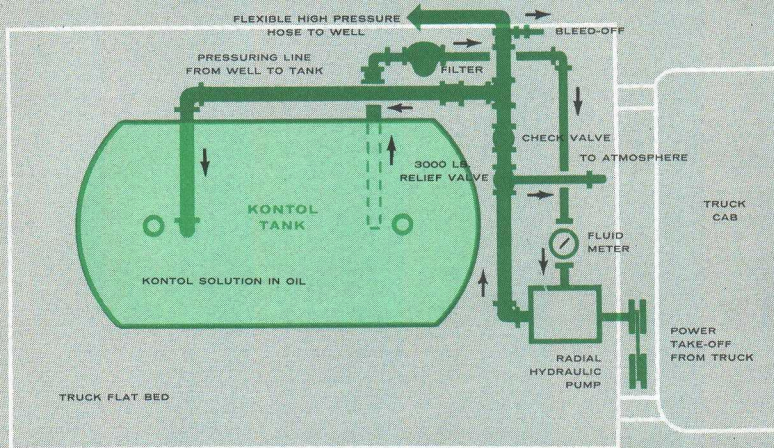 FLEXIBLE HIGH PRESSURE
HOSE TO WELL
BLEED-OFF
PRESSURING LINE
FROM WELL TO TANK
FILTER
CHECK VALVE
TO ATMOSPHERE
3000 LB.
RELIEF VALVE
KONTOL
TANK
TRUCK
CAB
FLUID
METER
KONTOL SOLUTION IN OIL
POWER
TAKE-OFF
FROM TRUCK
RADIAL
HYDRAULIC
PUMP
TRUCK FLAT BED